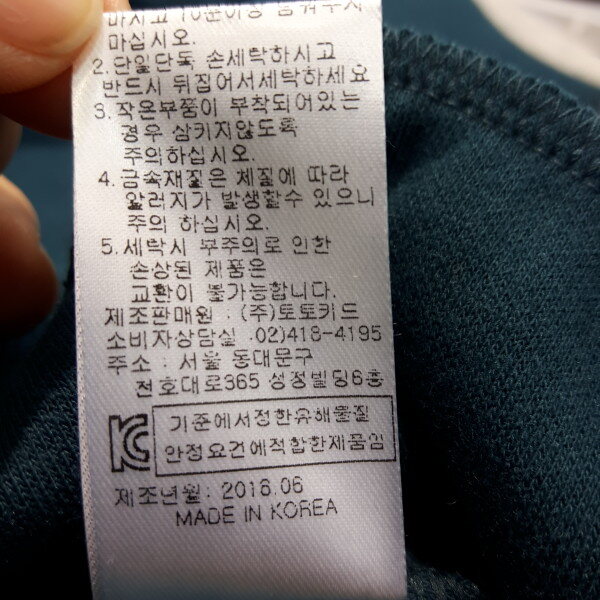 마시고 10분이상
마십시오
2. 단일단독 손세탁하시고
반드시 뒤집어서세탁하세요
3. 작은부품이 부착되어있는
경우 삼키지않도록
주의하십시오.
4. 금속재질은 체질에 따라
알러지가 발생할수 있으니
주의 하십시오.
5. 세탁시 부주의로 인한
손상된 제품은
교환이 불가능합니다.
제조판매원 : (주)토토키드
소비자상담실 .02)418-4195
주소 : 서울 동대문구
천호대로365 성정빌딩6층
기준에서정한유해물질
안정요건에적합한제품임
제조년월: 2016.06
MADE IN KOREA